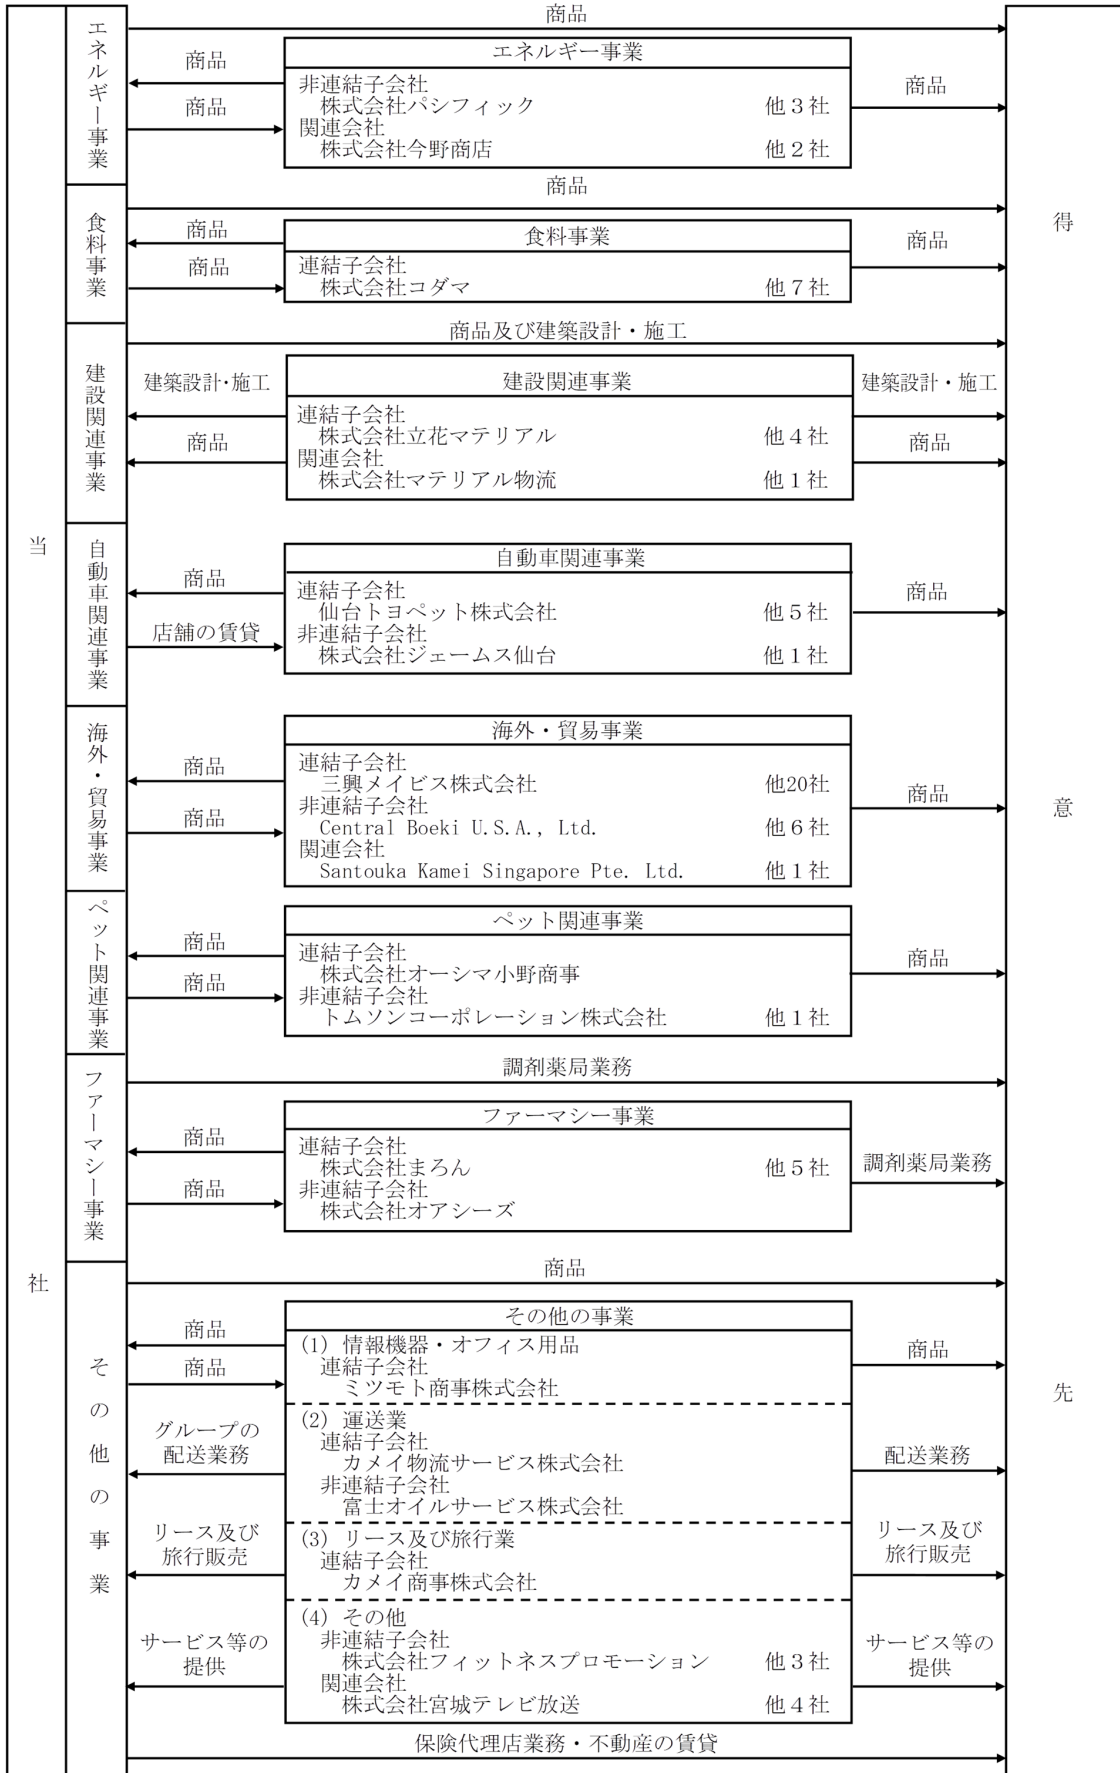 当社
得意先
エネルギー事業
商品
エネルギー事業
商品
商品
非連結子会社
株式会社パシフィック 他３社
関連会社
株式会社今野商店 他２社
商品
食料事業
商品
食料事業
商品
商品
連結子会社
株式会社コダマ 他７社
商品
建設関連事業
商品及び建築設計・施工
建設関連事業
建築設計・施工
商品
連結子会社
株式会社立花マテリアル 他４社
関連会社
株式会社マテリアル物流 他１社
建築設計・施工
商品
自動車関連事業
自動車関連事業
商品
店舗の賃貸
連結子会社
仙台トヨペット株式会社 他５社
非連結子会社
株式会社ジェームス仙台 他１社
商品
海外・貿易事業
海外・貿易事業
商品
商品
連結子会社
三興メイビス株式会社 他20社
非連結子会社
Central Boeki U.S.A., Ltd. 他６社
関連会社
Santouka Kamei Singapore Pte. Ltd. 他１社
商品
ペット関連事業
ペット関連事業
商品
商品
連結子会社
株式会社オーシマ小野商事
非連結子会社
トムソンコーポレーション株式会社 他１社
商品
ファーマシー事業
調剤薬局業務
ファーマシー事業
商品
商品
連結子会社
株式会社まろん 他５社
非連結子会社
株式会社オアシーズ
調剤薬局業務
その他の事業
商品
その他の事業
商品
商品
(1) 情報機器・オフィス用品
連結子会社
ミツモト商事株式会社
商品
グループの
配送業務
(2) 運送業
連結子会社
カメイ物流サービス株式会社
非連結子会社
富士オイルサービス株式会社
配送業務
リース及び
旅行販売
(3) リース及び旅行業
連結子会社
カメイ商事株式会社
リース及び
旅行販売
サービス等の
提供
(4) その他
非連結子会社
株式会社フィットネスプロモーション 他３社
関連会社
株式会社宮城テレビ放送 他４社
サービス等の
提供
保険代理店業務・不動産の賃貸